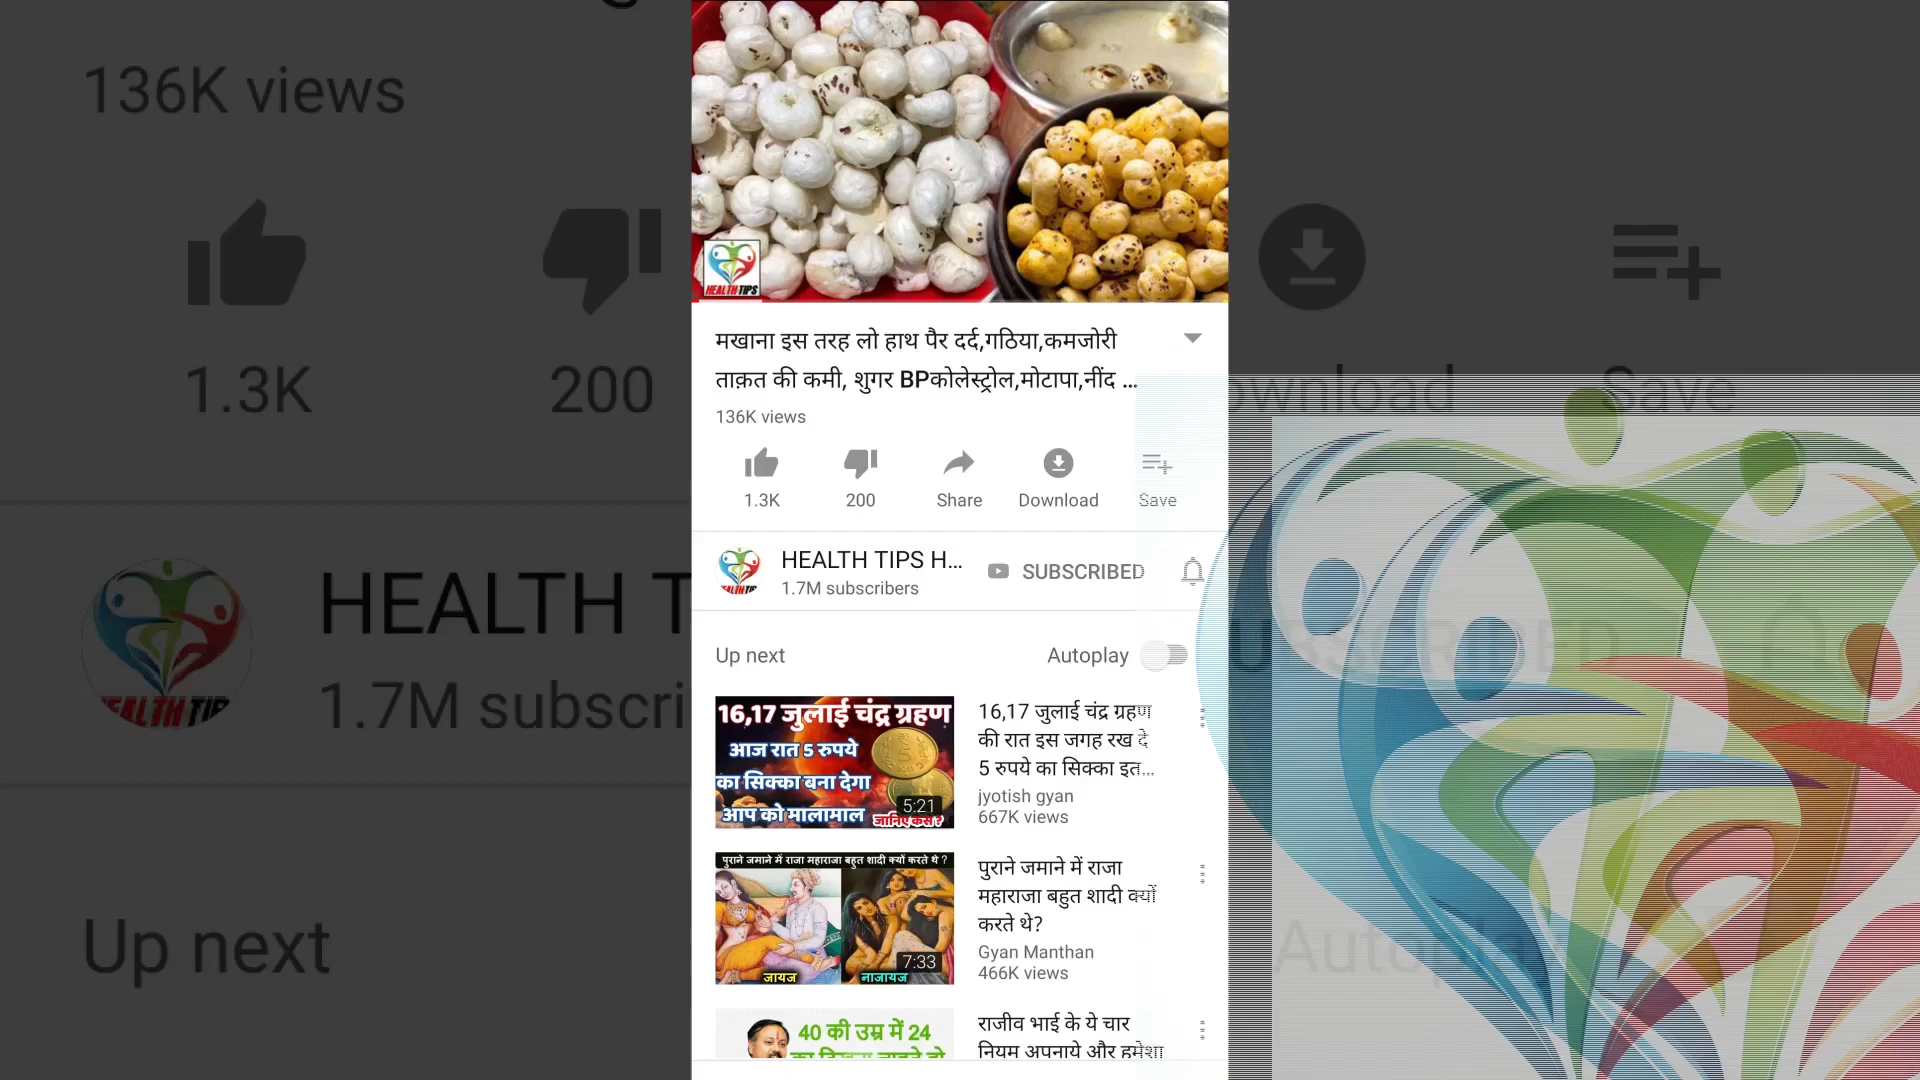 136K views
1.3K
200
HEALTH T
1.7M subscri
Up next
HEALTH TIPS
मखाना इस तरह लो हाथ पैर दर्द,गठिया,कमजोरी
ताक़त की कमी, शुगर BPकोलेस्ट्रोल,मोटापा,नींद ...
136K views
1.3K
200
Share
Download
Save
HEALTH TIPS H...
1.7M subscribers
SUBSCRIBED
Up next
Autoplay
16,17 जुलाई चंद्र ग्रहण
आज रात 5 रुपये
का सिक्का बना देगा
आप को मालामाल
जानिए कैसे ?
5:21
16,17 जुलाई चंद्र ग्रहण
की रात इस जगह रख दे
5 रुपये का सिक्का इत...
jyotish gyan
667K views
पुराने जमाने में राजा महाराजा बहुत शादी क्यों करते थे ?
जायज
नाजायज
7:33
पुराने जमाने में राजा
महाराजा बहुत शादी क्यों
करते थे?
Gyan Manthan
466K views
40 की उम्र में 24
राजीव भाई के ये चार
नियम अपनाये और हमेशा
ownload
Save
UBSCRIBED
Autopla